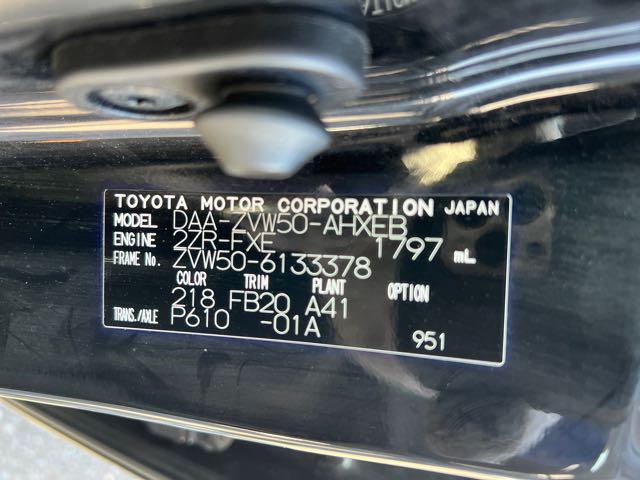 TOYOTA MOTOR CORPORATION JAPAN
MODEL DAA-ZVW50-AHXEB
ENGINE 2ZR-FXE 1797 mL
FRAME No. ZVW50-6133378
COLOR TRIM PLANT OPTION
218 FB20 A41
TRANS./AXLE P610 -01A
951